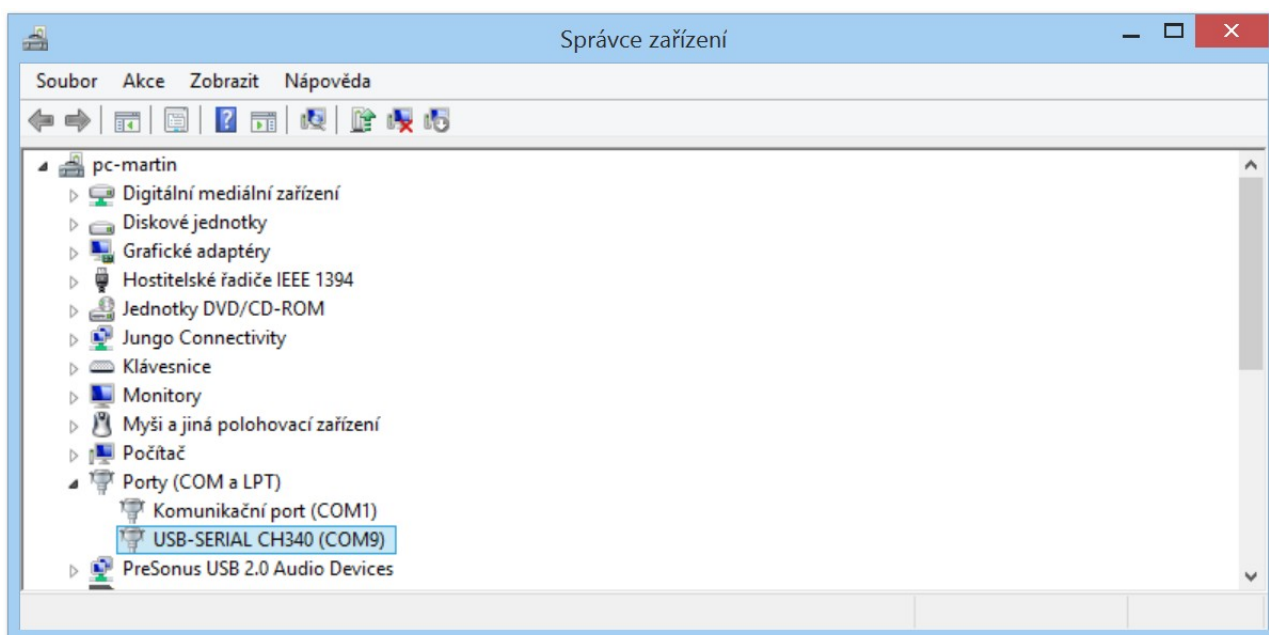 Správce zařízení
Soubor Akce Zobrazit Nápověda
pc-martin
Digitální mediální zařízení
Diskové jednotky
Grafické adaptéry
Hostitelské řadiče IEEE 1394
Jednotky DVD/CD-ROM
Jungo Connectivity
Klávesnice
Monitory
Myši a jiná polohovací zařízení
Počítač
Porty (COM a LPT)
Komunikační port (COM1)
USB-SERIAL CH340 (COM9)
PreSonus USB 2.0 Audio Devices